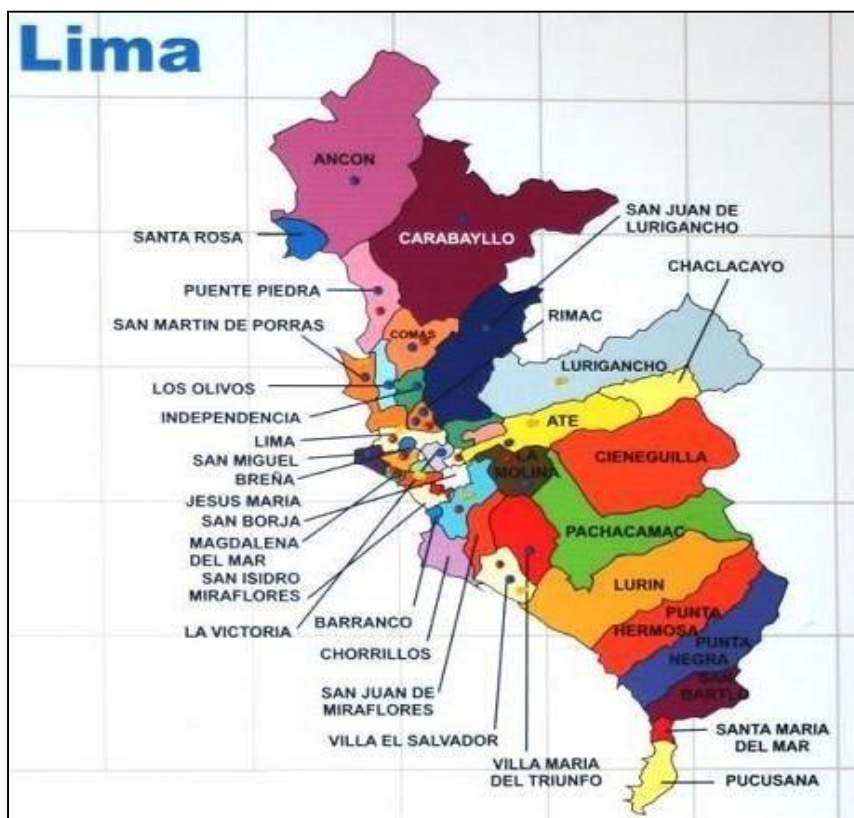 Lima
ANCON
SANTA ROSA
CARABAYLLO
SAN JUAN DE
LURIGANCHO
CHACLACAYO
PUENTE PIEDRA
RIMAC
SAN MARTIN DE PORRAS
COMAS
LURIGANCHO
LOS OLIVOS
INDEPENDENCIA
ATE
LIMA
SAN MIGUEL
LA
MOLINA
CIENEGUILLA
BREÑA
JESUS MARIA
SAN BORJA
MAGDALENA
DEL MAR
PACHACAMAC
SAN ISIDRO
MIRAFLORES
LURIN
LA VICTORIA
BARRANCO
PUNTA
HERMOSA
CHORRILLOS
PUNTA
NEGRA
SAN
BARTLO
SAN JUAN DE
MIRAFLORES
VILLA EL SALVADOR
VILLA MARIA
DEL TRIUNFO
SANTA MARIA
DEL MAR
PUCUSANA